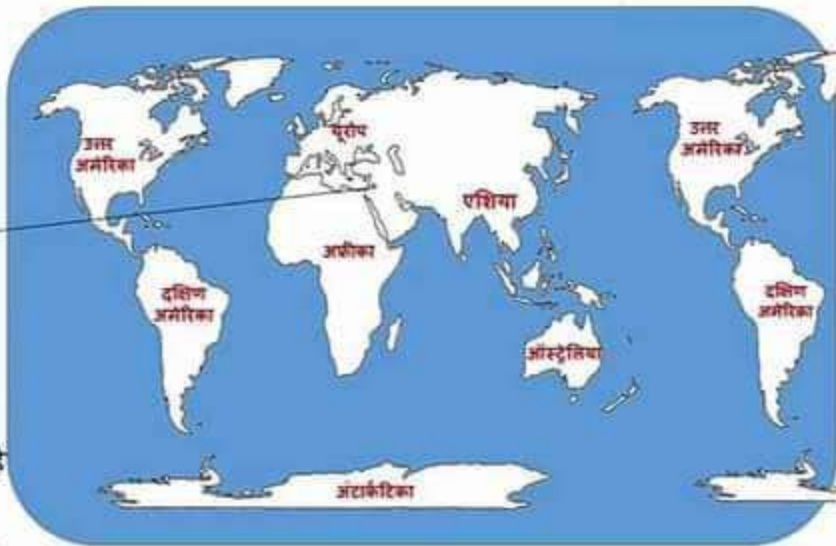 उत्तर
अमेरिका
यूरोप
एशिया
अफ्रीका
दक्षिण
अमेरिका
ऑस्ट्रेलिया
अंटार्कटिका
उत्तर
अमेरिका
दक्षिण
अमेरिका